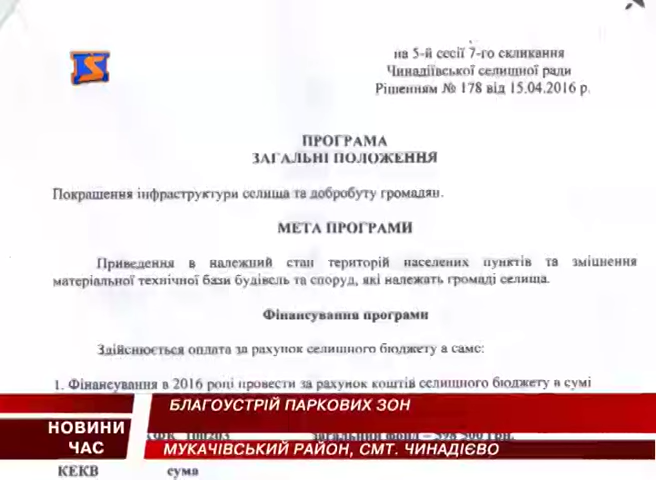 на 5-й сесії 7-го скликання
Чинадіївської селищної ради
Рішенням № 178 від 15.04.2016 р.
ПРОГРАМА
ЗАГАЛЬНІ ПОЛОЖЕННЯ
Покращення інфраструктури селища та добробуту громадян.
МЕТА ПРОГРАМИ
Приведення в належний стан територій населених пунктів та зміцнення
матеріальної технічної бази будівель та споруд, які належать громаді селища.
Фінансування програми
Здійснюється оплата за рахунок селищного бюджету а саме:
1. Фінансування в 2016 році провести за рахунок коштів селищного бюджету в сумі
БЛАГОУСТРІЙ ПАРКОВИХ ЗОН
НОВИНИ
ЧАС
загальний фонд –
МУКАЧІВСЬКИЙ РАЙОН, СМТ. ЧИНАДІЄВО
КЕКВ сума